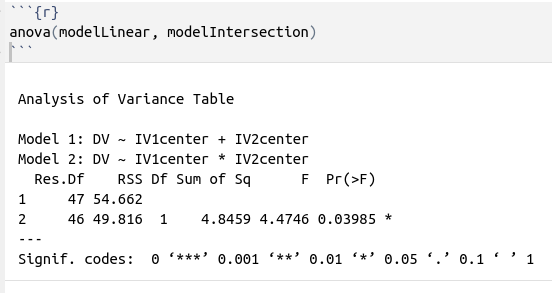 ```{r}
anova(modelLinear, modelIntersection)
```
Analysis of Variance Table
Model 1: DV ~ IV1center + IV2center
Model 2: DV ~ IV1center * IV2center
  Res.Df    RSS Df Sum of Sq      F  Pr(>F)
1     47 54.662
2     46 49.816  1    4.8459 4.4746 0.03985 *
---
Signif. codes:  0 ‘***’ 0.001 ‘**’ 0.01 ‘*’ 0.05 ‘.’ 0.1 ‘ ’ 1